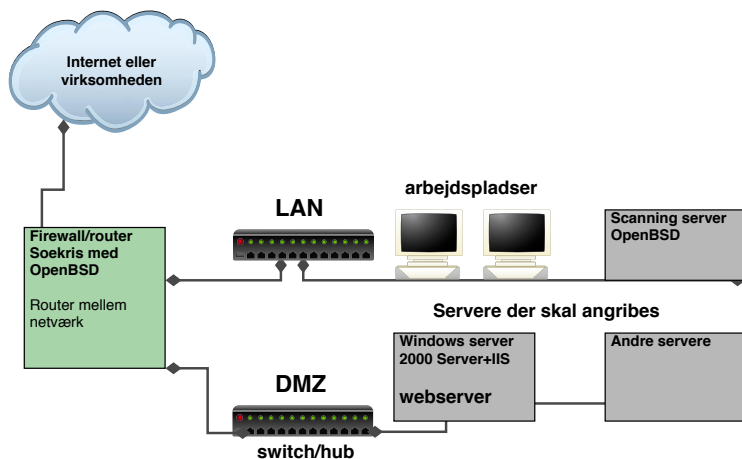 Internet eller
virksomheden
arbejdspladser
LAN
Firewall/router
Soekris med
OpenBSD
Router mellem
netværk
Scanning server
OpenBSD
Servere der skal angribes
Windows server
2000 Server+IIS
webserver
Andre servere
DMZ
switch/hub